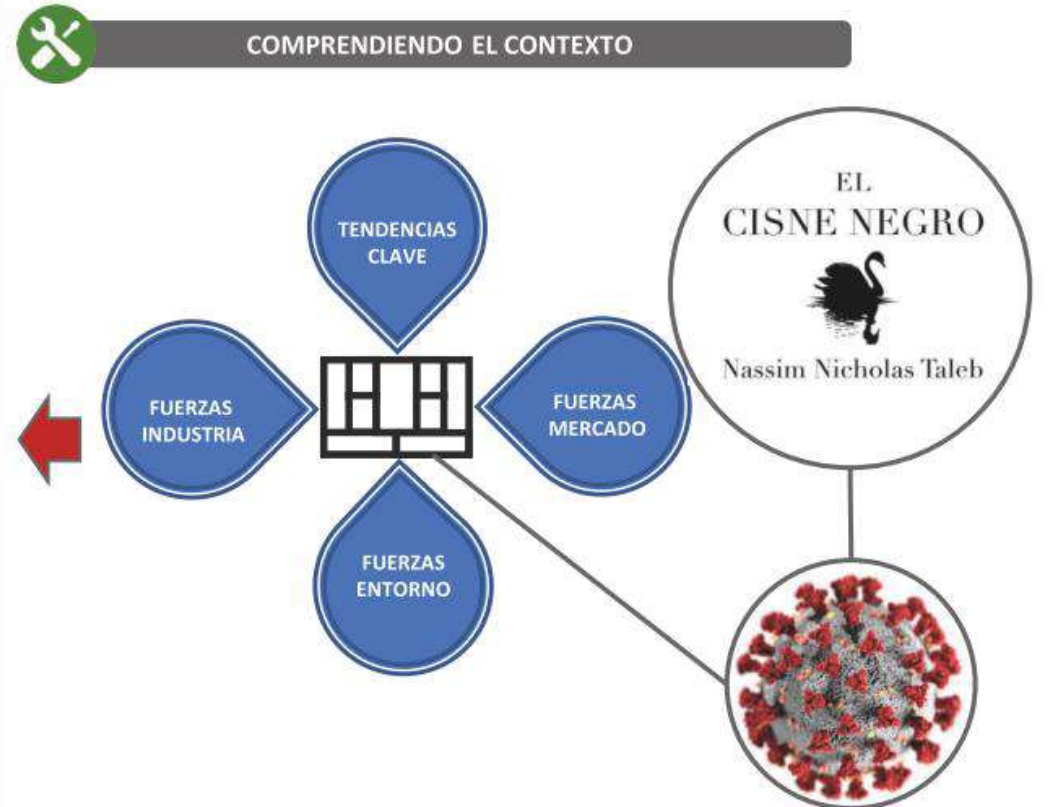 COMPRENDIENDO EL CONTEXTO
TENDENCIAS
CLAVE
FUERZAS
INDUSTRIA
FUERZAS
MERCADO
FUERZAS
ENTORNO
EL
CISNE NEGRO
Nassim Nicholas Taleb